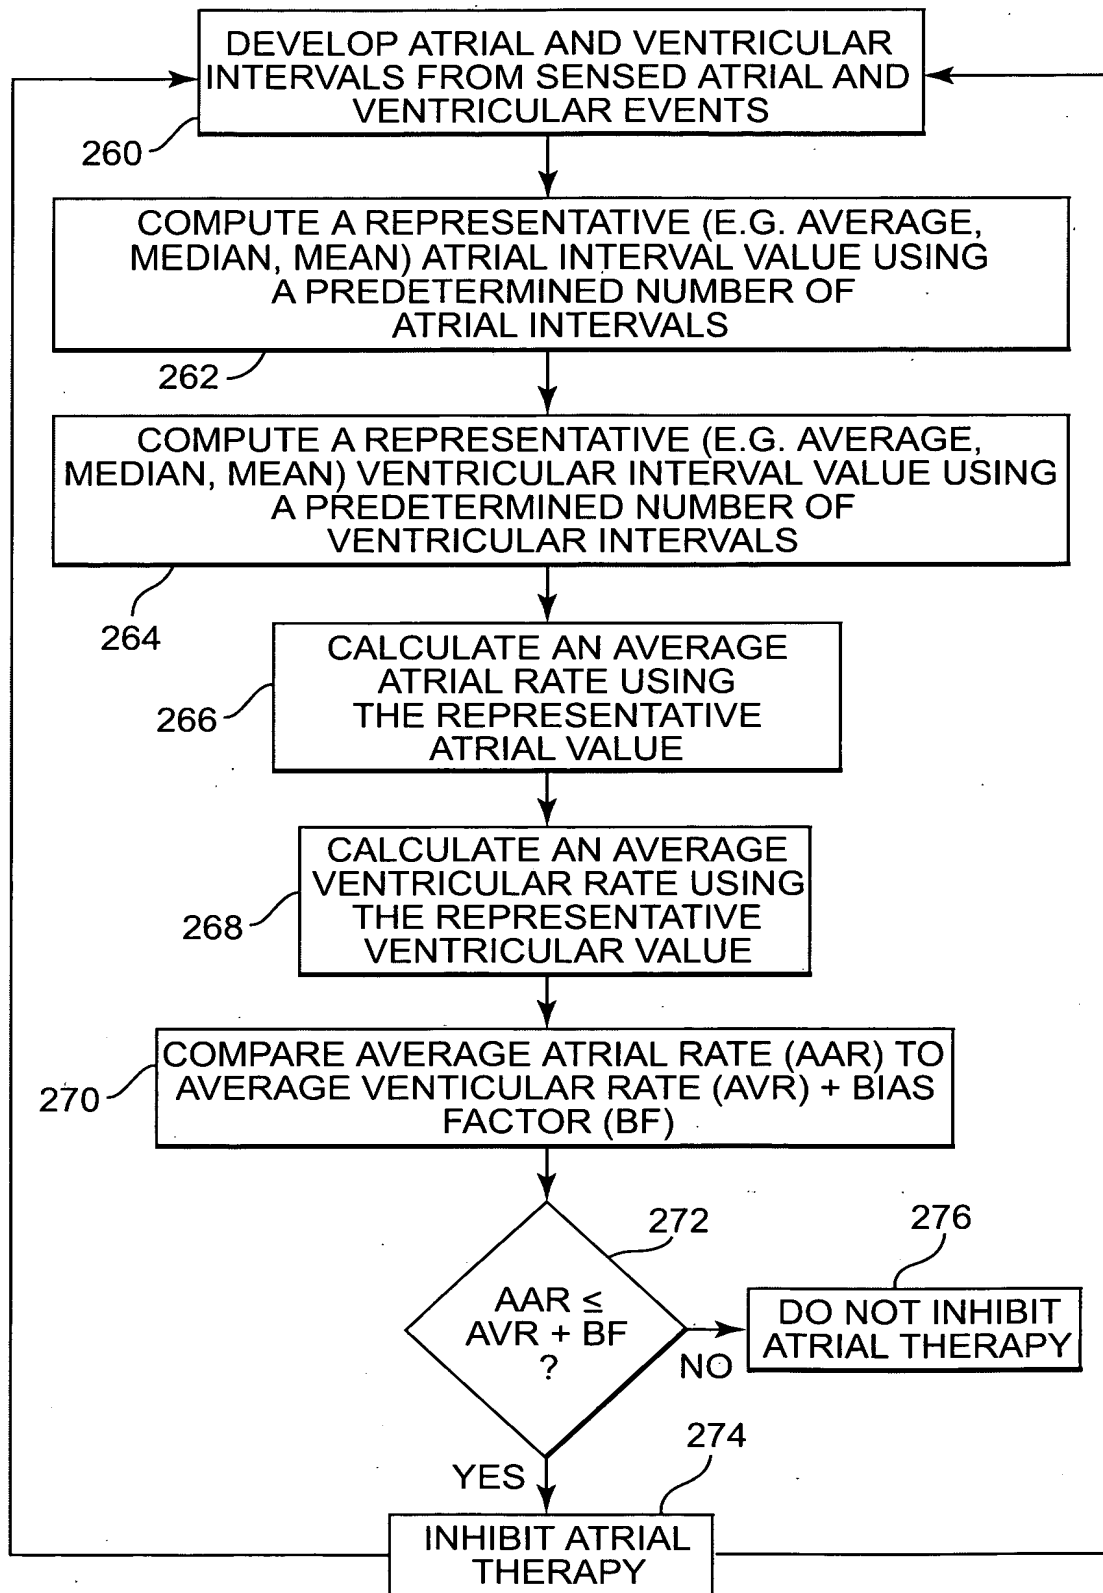 DEVELOP ATRIAL AND VENTRICULAR
INTERVALS FROM SENSED ATRIAL AND
VENTRICULAR EVENTS
260
COMPUTE A REPRESENTATIVE (E.G. AVERAGE,
MEDIAN, MEAN) ATRIAL INTERVAL VALUE USING
A PREDETERMINED NUMBER OF
ATRIAL INTERVALS
262
COMPUTE A REPRESENTATIVE (E.G. AVERAGE,
MEDIAN, MEAN) VENTRICULAR INTERVAL VALUE USING
A PREDETERMINED NUMBER OF
VENTRICULAR INTERVALS
264
CALCULATE AN AVERAGE
ATRIAL RATE USING
THE REPRESENTATIVE
ATRIAL VALUE
266
CALCULATE AN AVERAGE
VENTRICULAR RATE USING
THE REPRESENTATIVE
VENTRICULAR VALUE
268
COMPARE AVERAGE ATRIAL RATE (AAR) TO
AVERAGE VENTICULAR RATE (AVR) + BIAS
FACTOR (BF)
270
272
AAR ≤
AVR + BF
?
NO
276
DO NOT INHIBIT
ATRIAL THERAPY
YES
274
INHIBIT ATRIAL
THERAPY